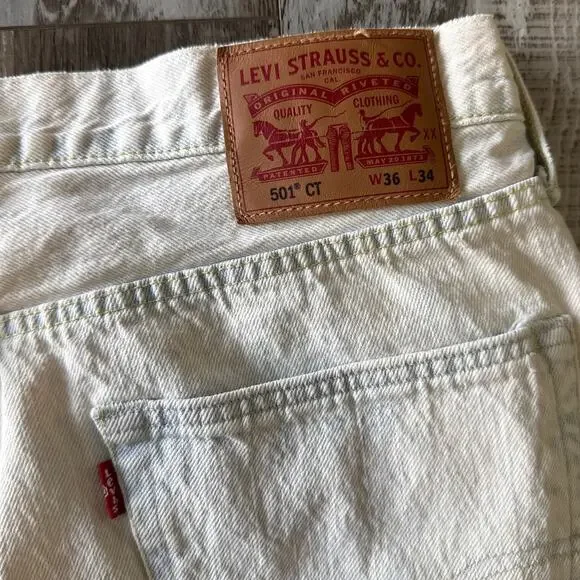 LEVI STRAUSS & CO.
SAN FRANCISCO
CAL
ORIGINAL RIVETED
QUALITY CLOTHING
XX
PATENTED MAY 20 1873
501® CT W36 L34
LEVI'S